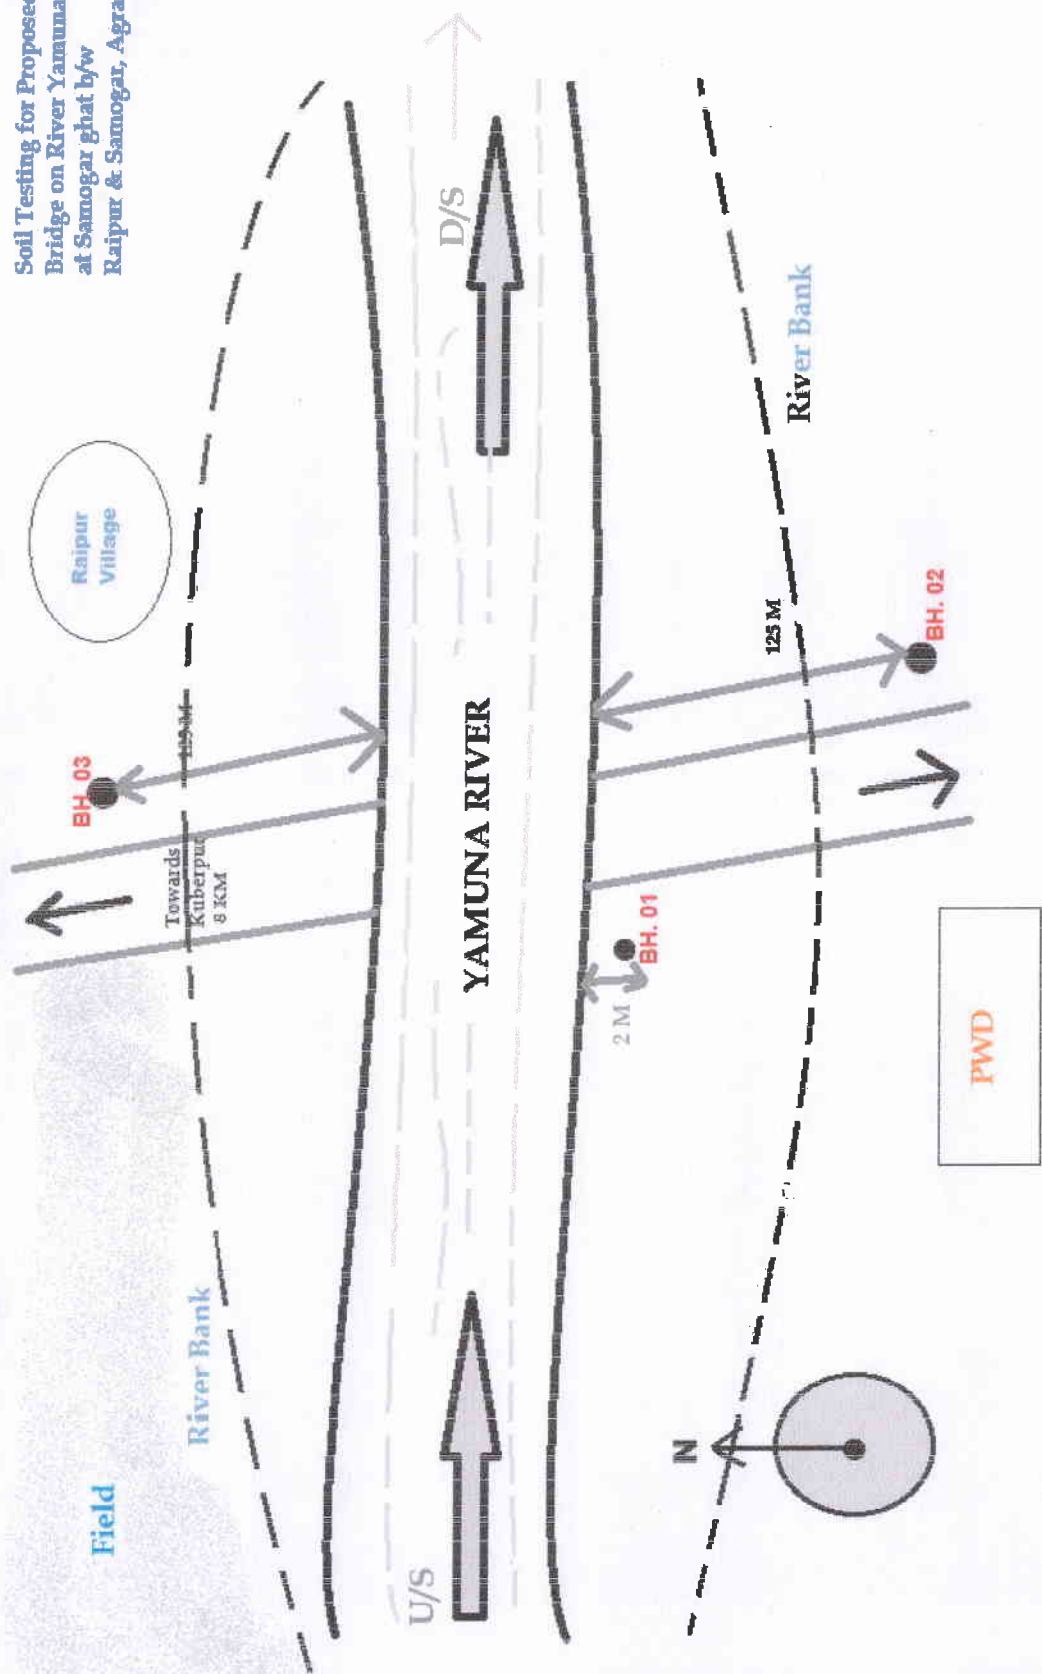 Soil Testing for Proposed
Bridge on River Yamuna
at Samogar ghat b/w
Raipur & Samogar, Agra
Raipur
Village
BH. 03
Towards
Kuberpur
8 KM
Field
River Bank
U/S
D/S
YAMUNA RIVER
2 M
BH. 01
125 M
BH. 02
River Bank
N
PWD